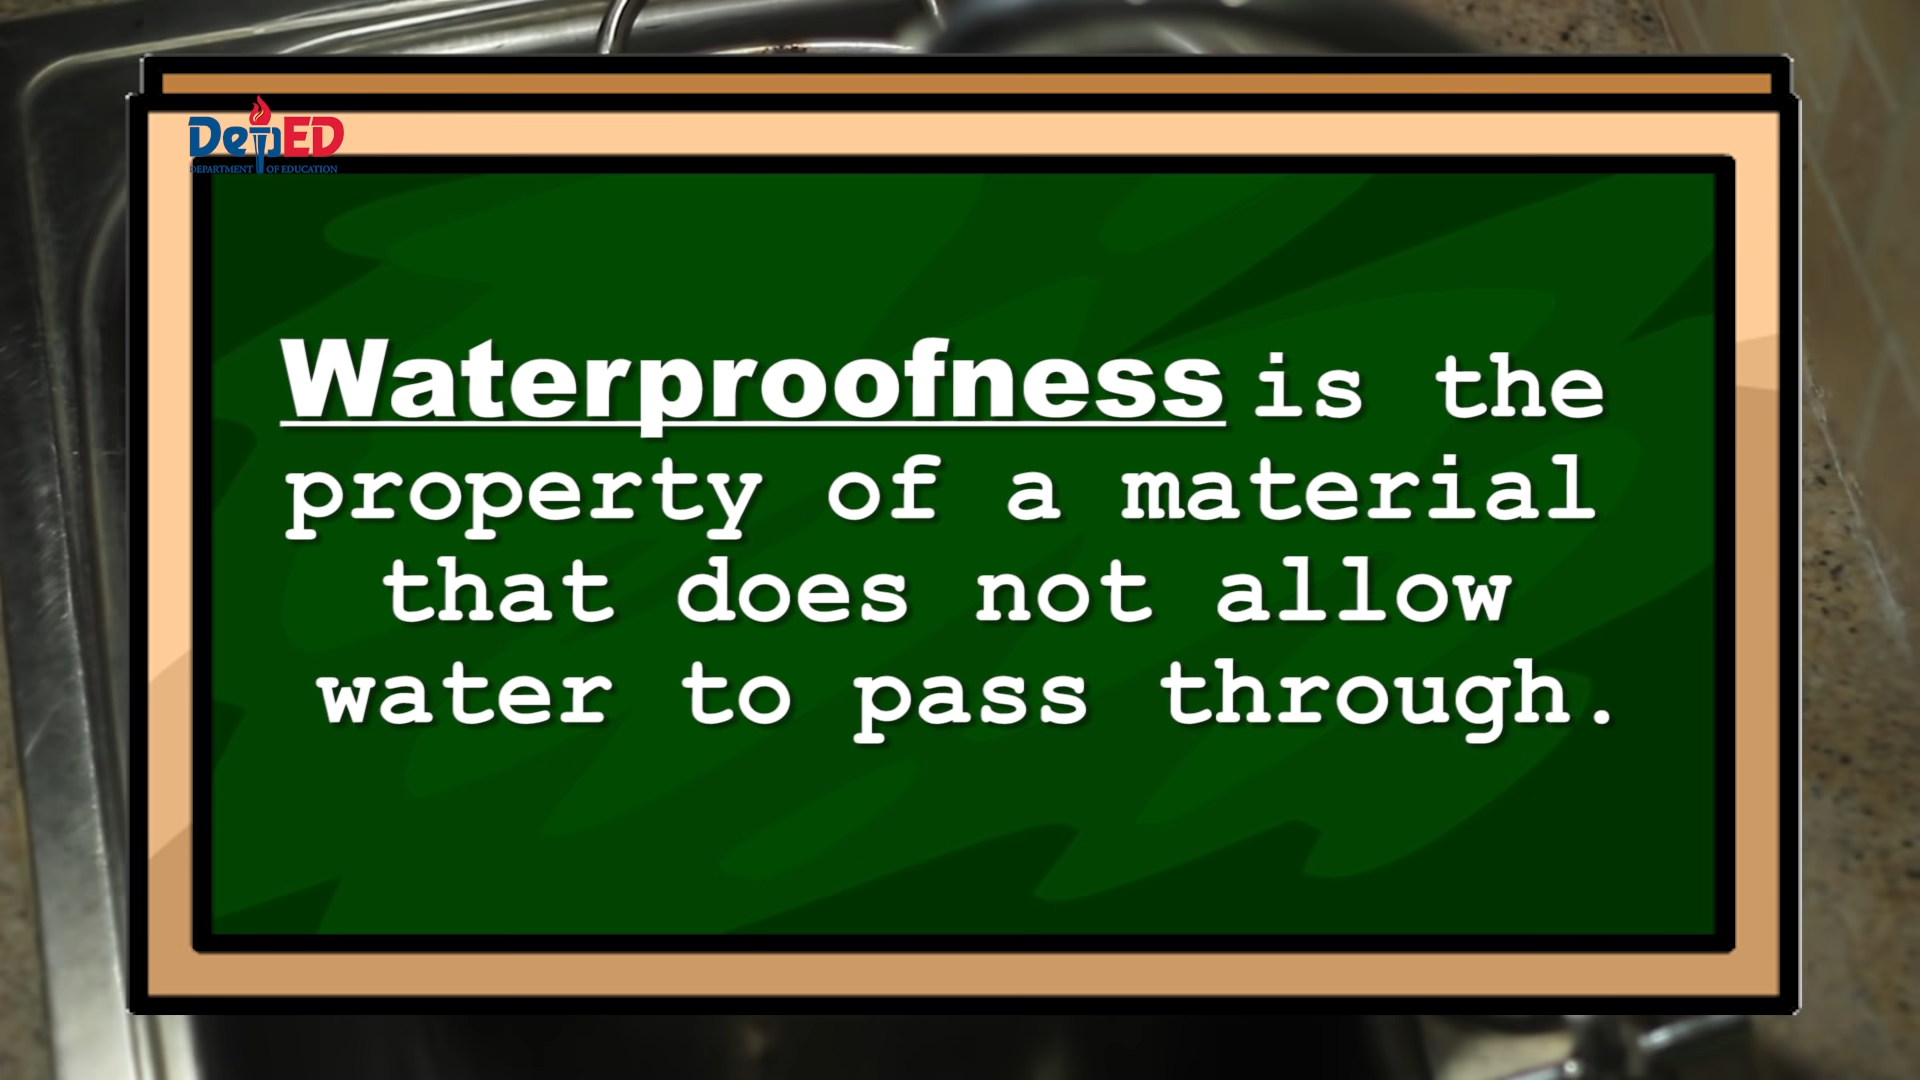 DepED
DEPARTMENT OF EDUCATION
Waterproofness is the
property of a material
that does not allow
water to pass through.